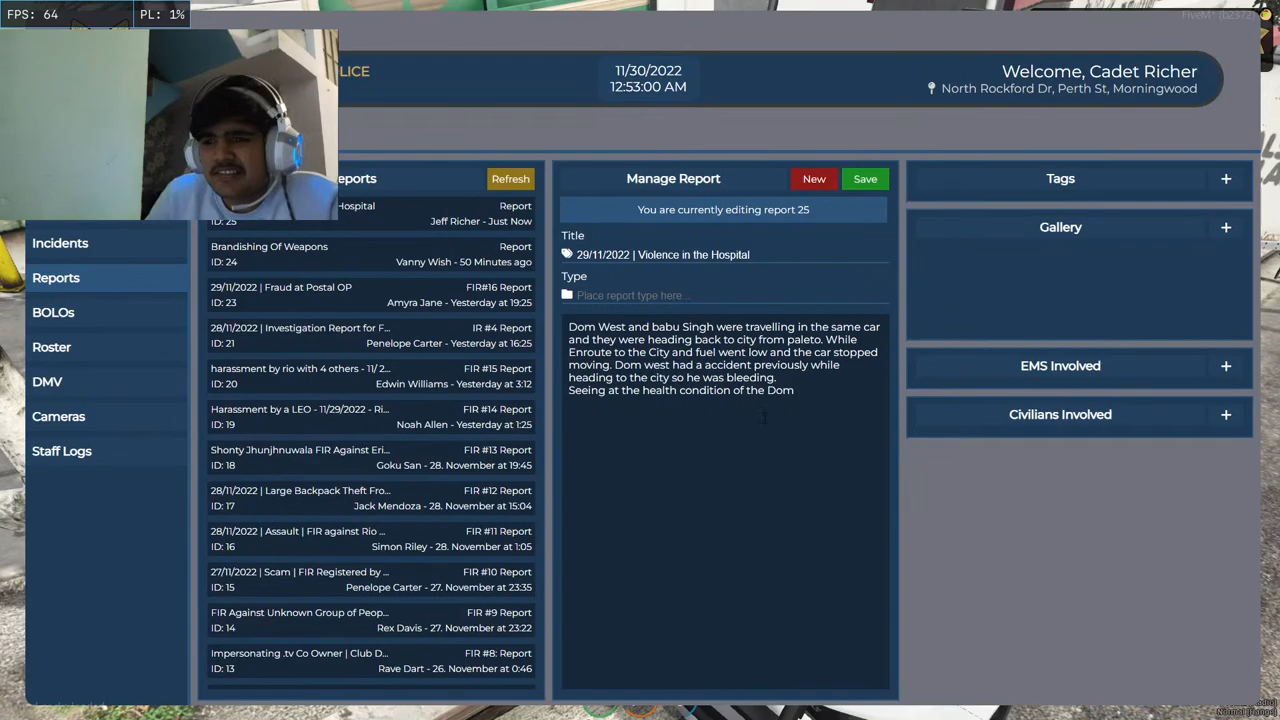 FPS: 64
PL: 1%
FiveM* (b2372)
LICE
11/30/2022
12:53:00 AM
Welcome, Cadet Richer
North Rockford Dr, Perth St, Morningwood
Incidents
Reports
BOLOs
Roster
DMV
Cameras
Staff Logs
eports
Refresh
Hospital
Report
ID: 25
Jeff Richer - Just Now
Brandishing Of Weapons
Report
ID: 24
Vanny Wish - 50 Minutes ago
29/11/2022 | Fraud at Postal OP
FIR#16 Report
ID: 23
Amyra Jane - Yesterday at 19:25
28/11/2022 | Investigation Report for F...
IR #4 Report
ID: 21
Penelope Carter - Yesterday at 16:25
harassment by rio with 4 others - 11/ 2...
FIR #15 Report
ID: 20
Edwin Williams - Yesterday at 3:12
Harassment by a LEO - 11/29/2022 - Ri...
FIR #14 Report
ID: 19
Noah Allen - Yesterday at 1:25
Shonty Jhunjhnuwala FIR Against Eri...
FIR #13 Report
ID: 18
Goku San - 28. November at 19:45
28/11/2022 | Large Backpack Theft Fro...
FIR #12 Report
ID: 17
Jack Mendoza - 28. November at 15:04
28/11/2022 | Assault | FIR against Rio ...
FIR #11 Report
ID: 16
Simon Riley - 28. November at 1:05
27/11/2022 | Scam | FIR Registered by ...
FIR #10 Report
ID: 15
Penelope Carter - 27. November at 23:35
FIR Against Unknown Group of Peop...
FIR #9 Report
ID: 14
Rex Davis - 27. November at 23:22
Impersonating .tv Co Owner | Club D...
FIR #8: Report
ID: 13
Rave Dart - 26. November at 0:46
Manage Report
New
Save
You are currently editing report 25
Title
29/11/2022 | Violence in the Hospital
Type
Place report type here...
Dom West and babu Singh were travelling in the same car
and they were heading back to city from paleto. While
Enroute to the City and fuel went low and the car stopped
moving. Dom west had a accident previously while
heading to the city so he was bleeding.
Seeing at the health condition of the Dom
Tags +
Gallery +
EMS Involved +
Civilians Involved +